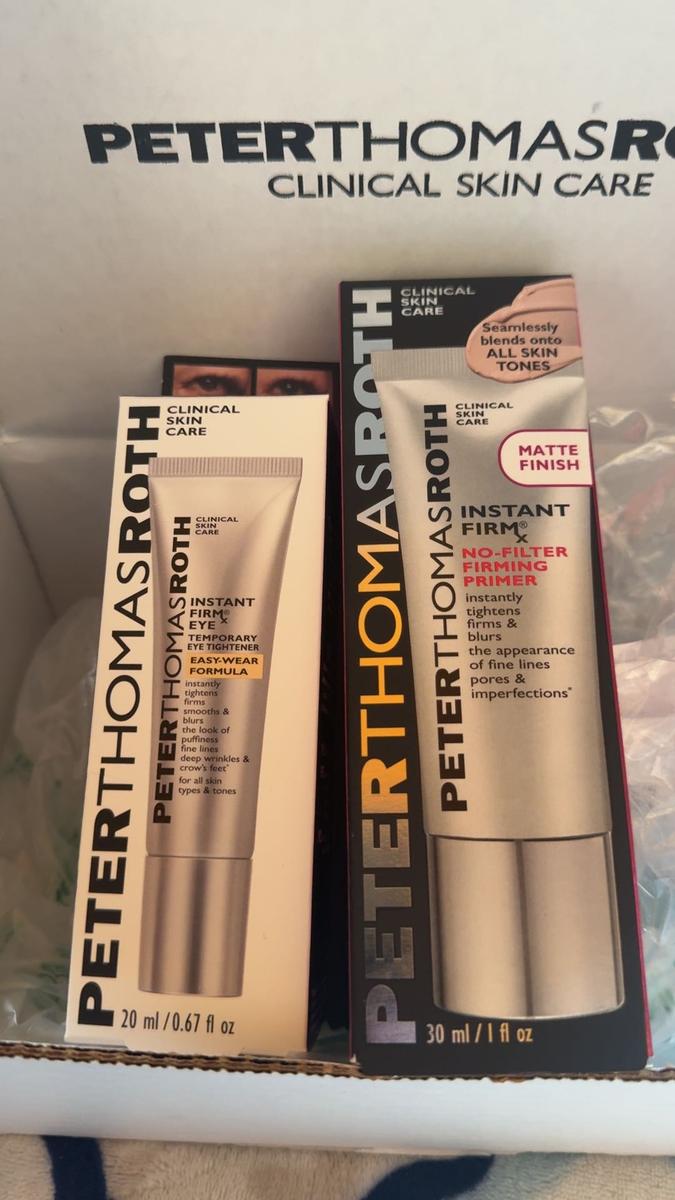 PETERTHOMASRO
CLINICAL SKIN CARE
PETERTHOMASROTH
CLINICAL
SKIN
CARE
PETERTHOMASROTH
CLINICAL
SKIN
CARE
INSTANT
FIRM®x
EYE
TEMPORARY
EYE TIGHTENER
EASY-WEAR
FORMULA
instantly
tightens
firms
smooths &
blurs
the look of
puffiness
fine lines
deep wrinkles &
crow's feet*
for all skin
types & tones
20 ml / 0.67 fl oz
PETERTHOMASROTH
CLINICAL
SKIN
CARE
Seamlessly
blends onto
ALL SKIN
TONES
PETERTHOMASROTH
CLINICAL
SKIN
CARE
MATTE
FINISH
INSTANT
FIRM®x
NO-FILTER
FIRMING
PRIMER
instantly
tightens
firms &
blurs
the appearance
of fine lines
pores &
imperfections*
30 ml / 1 fl oz